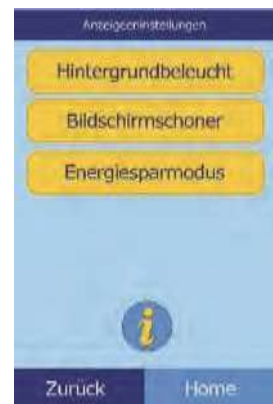 Anzeigeeinstellungen
Hintergrundbeleucht
Bildschirmschoner
Energiesparmodus
i
Zurück Home